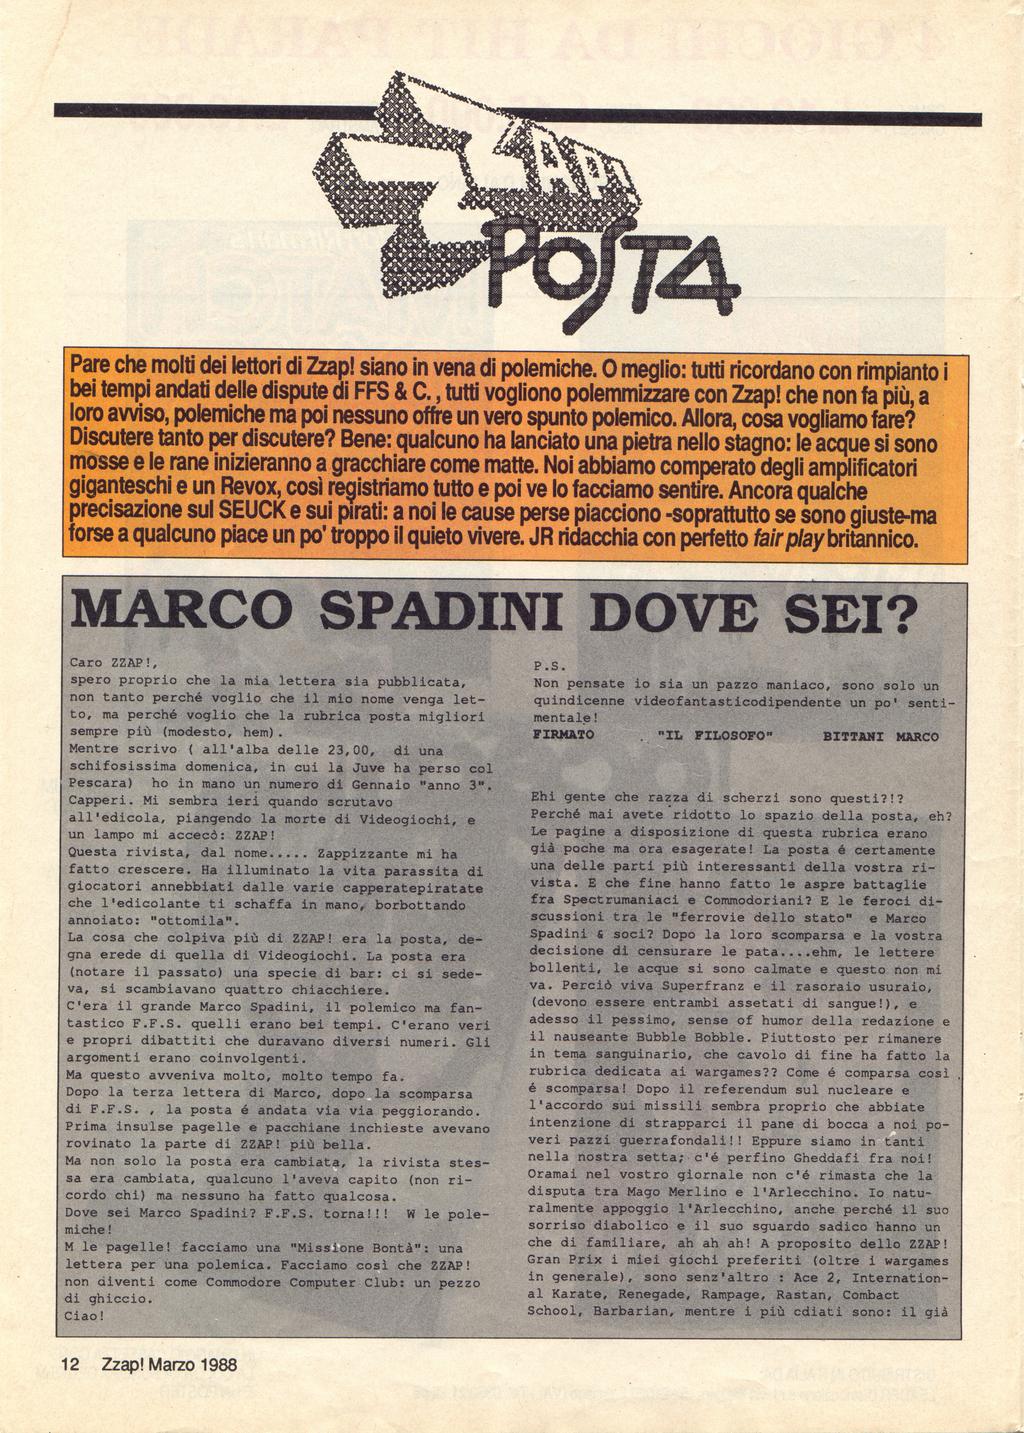 ZZAP!
POSTA
Pare che molti dei lettori di Zzap! siano in vena di polemiche. O meglio: tutti ricordano con rimpianto i
bei tempi andati delle dispute di FFS & C. , tutti vogliono polemmizzare con Zzap! che non fa più, a
loro avviso, polemiche ma poi nessuno offre un vero spunto polemico. Allora, cosa vogliamo fare?
Discutere tanto per discutere? Bene: qualcuno ha lanciato una pietra nello stagno: le acque si sono
mosse e le rane inizieranno a gracchiare come matte. Noi abbiamo comperato degli amplificatori
giganteschi e un Revox, così registriamo tutto e poi ve lo facciamo sentire. Ancora qualche
precisazione sul SEUCK e sui pirati: a noi le cause perse piacciono -soprattutto se sono giuste-ma
forse a qualcuno piace un po' troppo il quieto vivere. JR ridacchia con perfetto fair play britannico.
MARCO SPADINI DOVE SEI?
Caro ZZAP!,
spero proprio che la mia lettera sia pubblicata,
non tanto perché voglio che il mio nome venga let-
to, ma perché voglio che la rubrica posta migliori
sempre più (modesto, hem).
Mentre scrivo ( all'alba delle 23,00, di una
schifosissima domenica, in cui la Juve ha perso col
Pescara) ho in mano un numero di Gennaio "anno 3".
Capperi. Mi sembra ieri quando scrutavo
all'edicola, piangendo la morte di Videogiochi, e
un lampo mi accecò: ZZAP!
Questa rivista, dal nome..... Zappizzante mi ha
fatto crescere. Ha illuminato la vita parassita di
giocatori annebbiati dalle varie capperatepiratate
che l'edicolante ti schaffa in mano, borbottando
annoiato: "ottomila".
La cosa che colpiva più di ZZAP! era la posta, de-
gna erede di quella di Videogiochi. La posta era
(notare il passato) una specie di bar: ci si sede-
va, si scambiavano quattro chiacchiere.
C'era il grande Marco Spadini, il polemico ma fan-
tastico F.F.S. quelli erano bei tempi. C'erano veri
e propri dibattiti che duravano diversi numeri. Gli
argomenti erano coinvolgenti.
Ma questo avveniva molto, molto tempo fa.
Dopo la terza lettera di Marco, dopo la scomparsa
di F.F.S. , la posta é andata via via peggiorando.
Prima insulse pagelle e pacchiane inchieste avevano
rovinato la parte di ZZAP! più bella.
Ma non solo la posta era cambiata, la rivista stes-
sa era cambiata, qualcuno l'aveva capito (non ri-
cordo chi) ma nessuno ha fatto qualcosa.
Dove sei Marco Spadini? F.F.S. torna!!! W le pole-
miche!
M le pagelle! facciamo una "Missione Bontà": una
lettera per una polemica. Facciamo così che ZZAP!
non diventi come Commodore Computer Club: un pezzo
di ghiccio.
Ciao!
P.S.
Non pensate io sia un pazzo maniaco, sono solo un
quindicenne videofantasticodipendente un po' senti-
mentale!
FIRMATO "IL FILOSOFO" BITTANI MARCO
Ehi gente che razza di scherzi sono questi?!?
Perché mai avete ridotto lo spazio della posta, eh?
Le pagine a disposizione di questa rubrica erano
già poche ma ora esagerate! La posta é certamente
una delle parti più interessanti della vostra ri-
vista. E che fine hanno fatto le aspre battaglie
fra Spectrumaniaci e Commodoriani? E le feroci di-
scussioni tra le "ferrovie dello stato" e Marco
Spadini & soci? Dopo la loro scomparsa e la vostra
decisione di censurare le pata....ehm, le lettere
bollenti, le acque si sono calmate e questo non mi
va. Perciò viva Superfranz e il rasoraio usuraio,
(devono essere entrambi assetati di sangue!), e
adesso il pessimo, sense of humor della redazione e
il nauseante Bubble Bobble. Piuttosto per rimanere
in tema sanguinario, che cavolo di fine ha fatto la
rubrica dedicata ai wargames?? Come é comparsa così
é scomparsa! Dopo il referendum sul nucleare e
l'accordo sui missili sembra proprio che abbiate
intenzione di strapparci il pane di bocca a noi po-
veri pazzi guerrafondali!! Eppure siamo in tanti
nella nostra setta; c'é perfino Gheddafi fra noi!
Oramai nel vostro giornale non c'é rimasta che la
disputa tra Mago Merlino e l'Arlecchino. Io natu-
ralmente appoggio l'Arlecchino, anche perché il suo
sorriso diabolico e il suo sguardo sadico hanno un
che di familiare, ah ah ah! A proposito dello ZZAP!
Gran Prix i miei giochi preferiti (oltre i wargames
in generale), sono senz'altro : Ace 2, Internation-
al Karate, Renegade, Rampage, Rastan, Combact
School, Barbarian, mentre i più cdiati sono: il già
12 Zzap! Marzo 1988